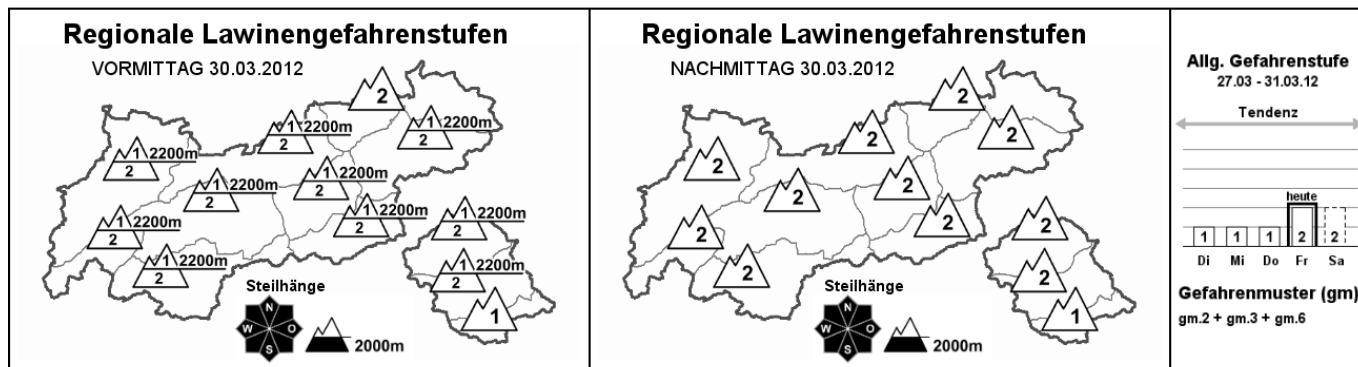 Regionale Lawinengefahrenstufen
VORMITTAG 30.03.2012
2
1 2200m
2
1 2200m
2
1 2200m
2
1 2200m
2
1 2200m
2
1 2200m
2
1 2200m
2
1 2200m
2
1 2200m
2
1 2200m
2
1
Steilhänge
N
W O
S
2000m
Regionale Lawinengefahrenstufen
NACHMITTAG 30.03.2012
2
2
2
2
2
2
2
2
2
2
2
1
Steilhänge
N
W O
S
2000m
Allg. Gefahrenstufe
27.03 - 31.03.12
Tendenz
heute
1 1 1 2 2
Di Mi Do Fr Sa
Gefahrenmuster (gm)
gm.2 + gm.3 + gm.6